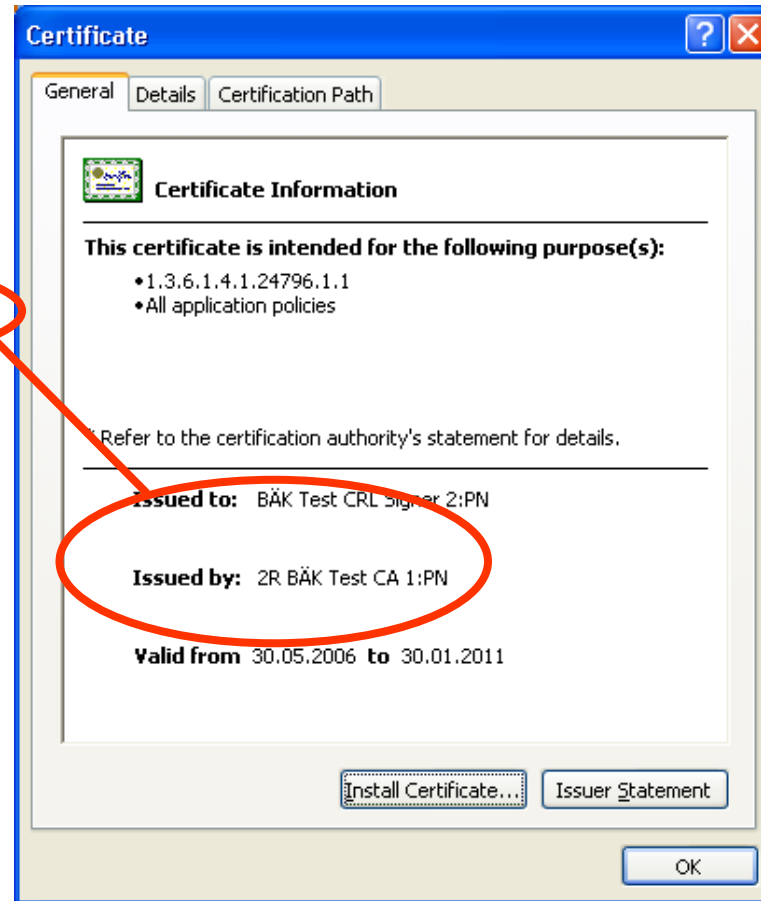 Certificate
General Details Certification Path
Certificate Information
This certificate is intended for the following purpose(s):
•1.3.6.1.4.1.24796.1.1
•All application policies
* Refer to the certification authority's statement for details.
Issued to: BÄK Test CRL Signer 2:PN
Issued by: 2R BÄK Test CA 1:PN
Valid from 30.05.2006 to 30.01.2011
Install Certificate... Issuer Statement
OK